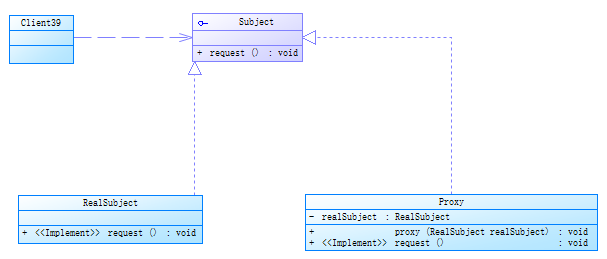 Client39
Subject
+ request () : void
RealSubject
+ <<Implement>> request () : void
Proxy
- realSubject : RealSubject
+ proxy (RealSubject realSubject) : void
+ <<Implement>> request () : void